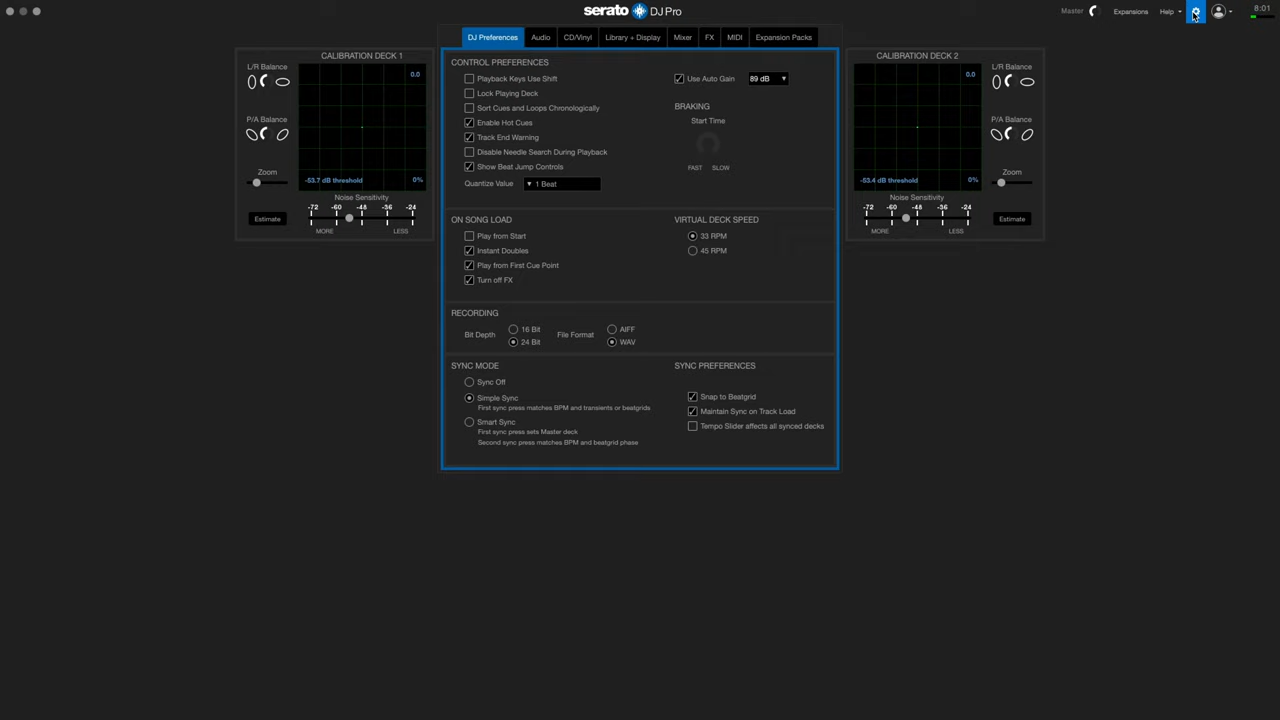 serato DJ Pro
Master
Expansions
Help
8:01
DJ Preferences
Audio
CD/Vinyl
Library + Display
Mixer
FX
MIDI
Expansion Packs
CALIBRATION DECK 1
L/R Balance
0.0
P/A Balance
Zoom
-53.7 dB threshold
0%
Noise Sensitivity
-72 -60 -48 -36 -24
MORE LESS
Estimate
CONTROL PREFERENCES
Playback Keys Use Shift
Lock Playing Deck
Sort Cues and Loops Chronologically
Enable Hot Cues
Track End Warning
Disable Needle Search During Playback
Show Beat Jump Controls
Quantize Value
1 Beat
Use Auto Gain
89 dB
BRAKING
Start Time
FAST SLOW
ON SONG LOAD
Play from Start
Instant Doubles
Play from First Cue Point
Turn off FX
VIRTUAL DECK SPEED
33 RPM
45 RPM
RECORDING
Bit Depth
16 Bit
24 Bit
File Format
AIFF
WAV
SYNC MODE
Sync Off
Simple Sync
First sync press matches BPM and transients or beatgrids
Smart Sync
First sync press sets Master deck
Second sync press matches BPM and beatgrid phase
SYNC PREFERENCES
Snap to Beatgrid
Maintain Sync on Track Load
Tempo Slider affects all synced decks
CALIBRATION DECK 2
0.0
L/R Balance
P/A Balance
Zoom
-53.4 dB threshold
0%
Noise Sensitivity
-72 -60 -48 -36 -24
MORE LESS
Estimate